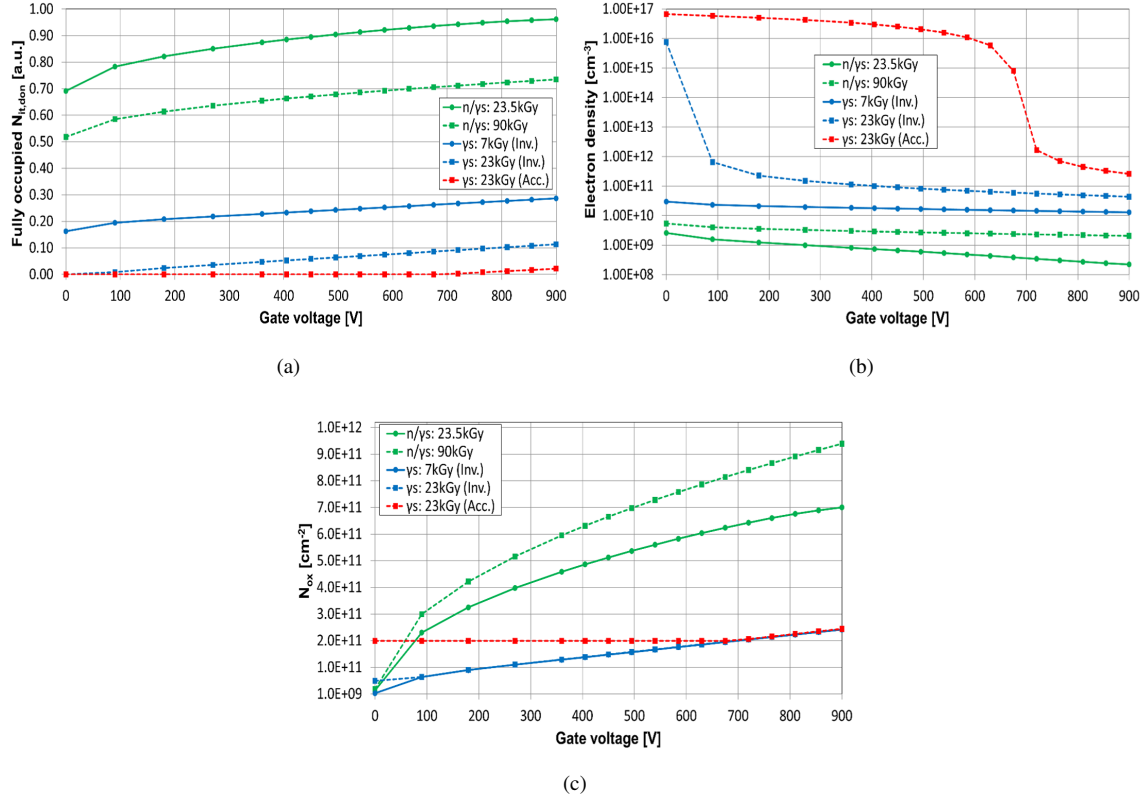 Fully occupied Nit,don [a.u.]
1.00
0.90
0.80
0.70
0.60
0.50
0.40
0.30
0.20
0.10
0.00
n/γs: 23.5kGy
n/γs: 90kGy
γs: 7kGy (Inv.)
γs: 23kGy (Inv.)
γs: 23kGy (Acc.)
0 100 200 300 400 500 600 700 800 900
Gate voltage [V]
(a)
Electron density [cm-3]
1.00E+17
1.00E+16
1.00E+15
1.00E+14
1.00E+13
1.00E+12
1.00E+11
1.00E+10
1.00E+09
1.00E+08
n/γs: 23.5kGy
n/γs: 90kGy
γs: 7kGy (Inv.)
γs: 23kGy (Inv.)
γs: 23kGy (Acc.)
0 100 200 300 400 500 600 700 800 900
Gate voltage [V]
(b)
Nox [cm-2]
1.0E+12
9.0E+11
8.0E+11
7.0E+11
6.0E+11
5.0E+11
4.0E+11
3.0E+11
2.0E+11
1.0E+11
1.0E+09
n/γs: 23.5kGy
n/γs: 90kGy
γs: 7kGy (Inv.)
γs: 23kGy (Inv.)
γs: 23kGy (Acc.)
0 100 200 300 400 500 600 700 800 900
Gate voltage [V]
(c)